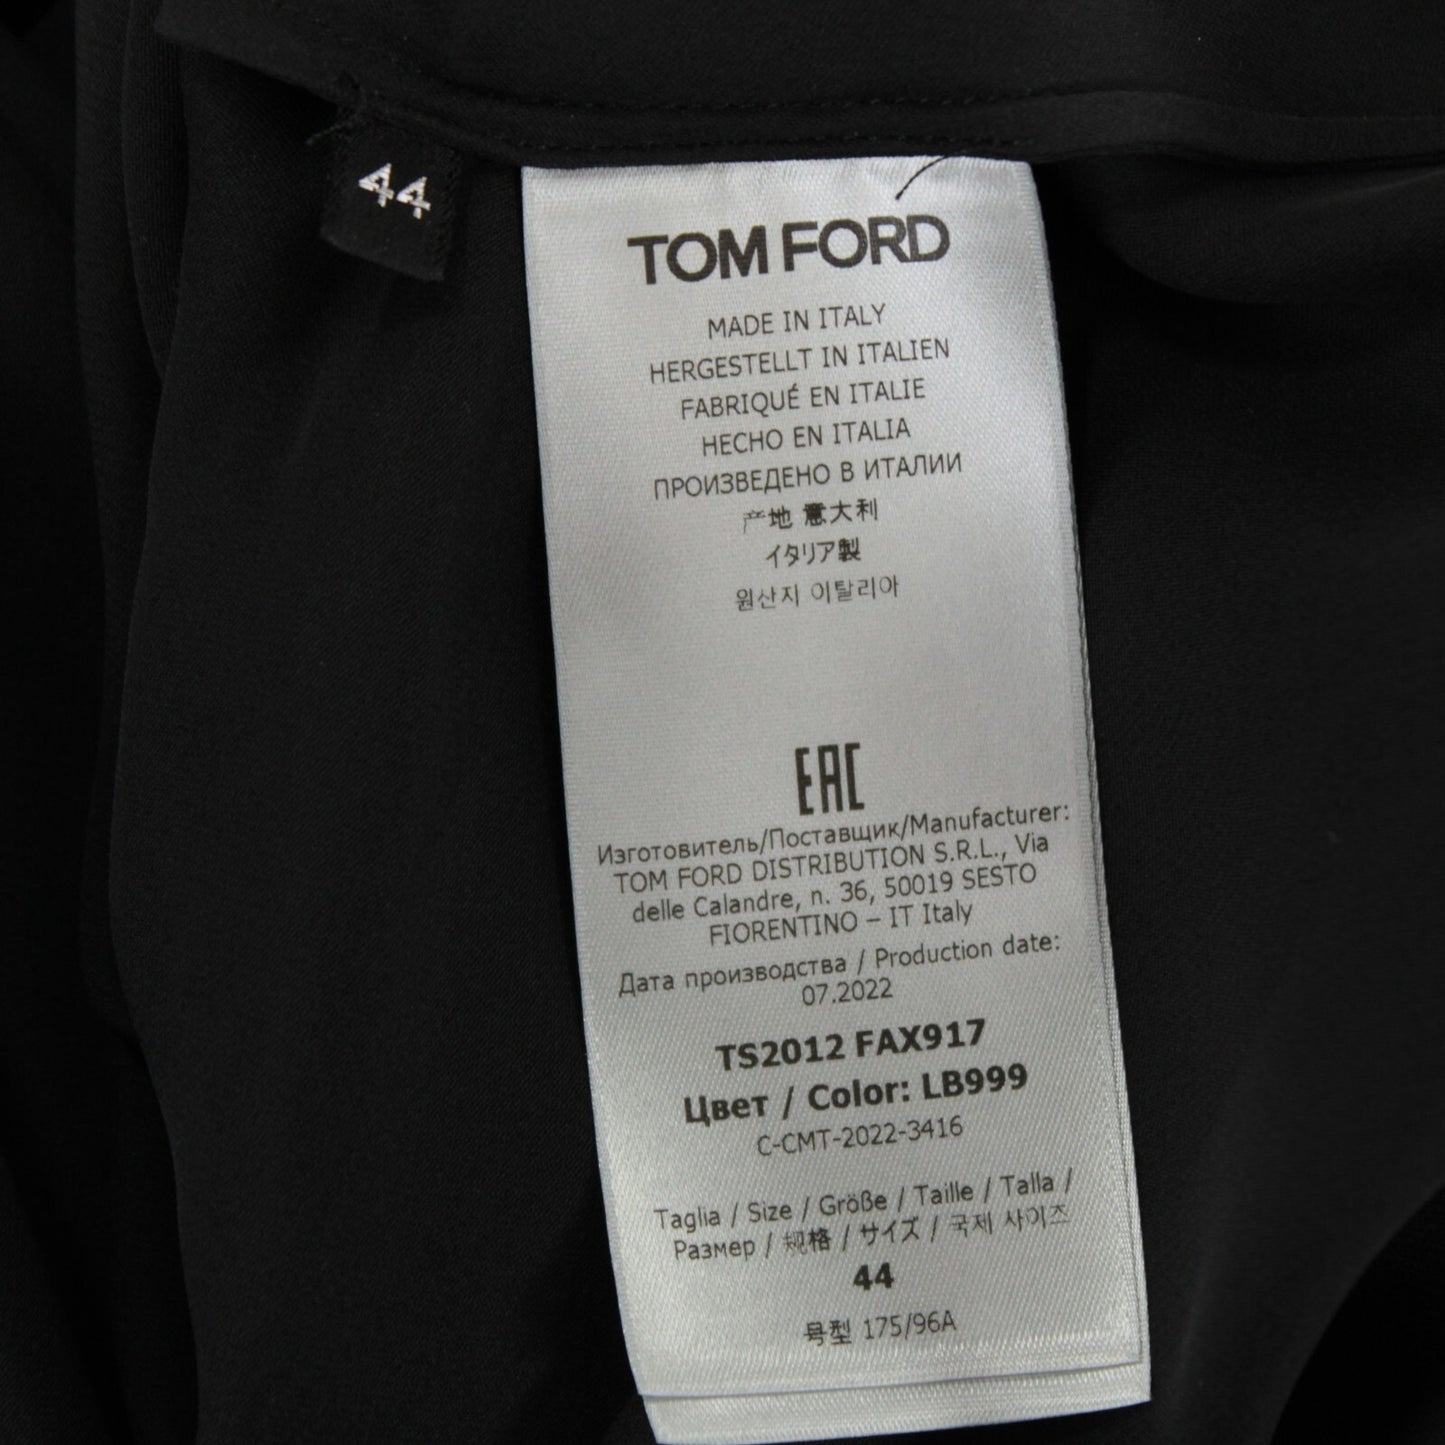 44
TOM FORD
MADE IN ITALY
HERGESTELLT IN ITALIEN
FABRIQUÉ EN ITALIE
HECHO EN ITALIA
ПРОИЗВЕДЕНО В ИТАЛИИ
产地 意大利
イタリア製
원산지 이탈리아
EAC
Изготовитель/Поставщик/Manufacturer:
TOM FORD DISTRIBUTION S.R.L., Via
delle Calandre, n. 36, 50019 SESTO
FIORENTINO – IT Italy
Дата производства / Production date:
07.2022
TS2012 FAX917
Цвет / Color: LB999
C-CMT-2022-3416
Taglia / Size / Größe / Taille / Talla /
Размер / 规格 / サイズ / 국제 사이즈
44
号型 175/96A